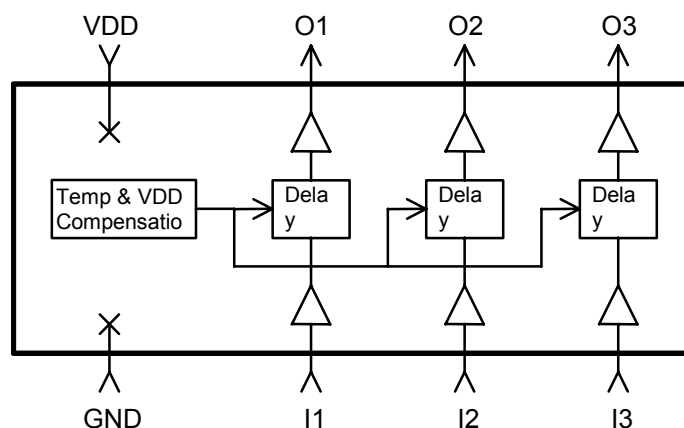 VDD O1 O2 O3
Temp & VDD
Compensatio
Dela
y
Dela
y
Dela
y
GND I1 I2 I3